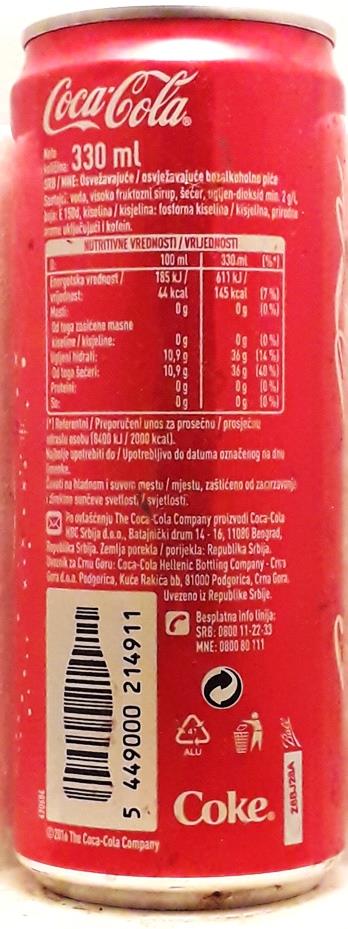 Coca-Cola®
Neto
količina: 330 ml
SRB / MNE: Osvežavajuće / osvježavajuće bezalkoholno piće
Sastojci: voda, visoko fruktozni sirup, šećer, ugljen-dioksid min. 2 g/l,
boja: E 150d, kiselina / kisjelina: fosforna kiselina / kisjelina, prirodne
arome uključujući i kofein.
NUTRITIVNE VREDNOSTI / VRIJEDNOSTI
100 ml 330 ml (%*)
Energetska vrednost / 185 kJ / 611 kJ /
vrijednost: 44 kcal 145 kcal (7%)
Masti: 0 g 0 g (0%)
Od toga zasićene masne
kiseline / kisjeline: 0 g 0 g (0%)
Ugljeni hidrati: 10,9 g 36 g (14%)
Od toga šećeri: 10,9 g 36 g (40%)
Proteini: 0 g 0 g (0%)
So: 0 g 0 g (0%)
(*) Referentni / Preporučeni unos za prosečnu / prosječnu
odraslu osobu (8400 kJ / 2000 kcal).
Najbolje upotrebiti do / Upotrebljivo do datuma označenog na dnu
limenke.
Čuvati na hladnom i suvom mestu / mjestu, zaštićeno od zamrzavanja
i direktne sunčeve svetlosti / svjetlosti.
Po ovlašćenju The Coca-Cola Company proizvodi Coca-Cola
HBC Srbija d.o.o., Batajnički drum 14 - 16, 11080 Beograd,
Republika Srbija. Zemlja porekla / porijekla: Republika Srbija.
Uvoznik za Crnu Goru: Coca-Cola Hellenic Bottling Company - Crna
Gora d.o.o. Podgorica, Kuće Rakića bb, 81000 Podgorica, Crna Gora.
Uvezeno iz Republike Srbije.
Besplatna info linija:
SRB: 0800 11-22-33
MNE: 0800 80 111
5 449000 214911
41
ALU
Ball
Coke®
©2016 The Coca-Cola Company